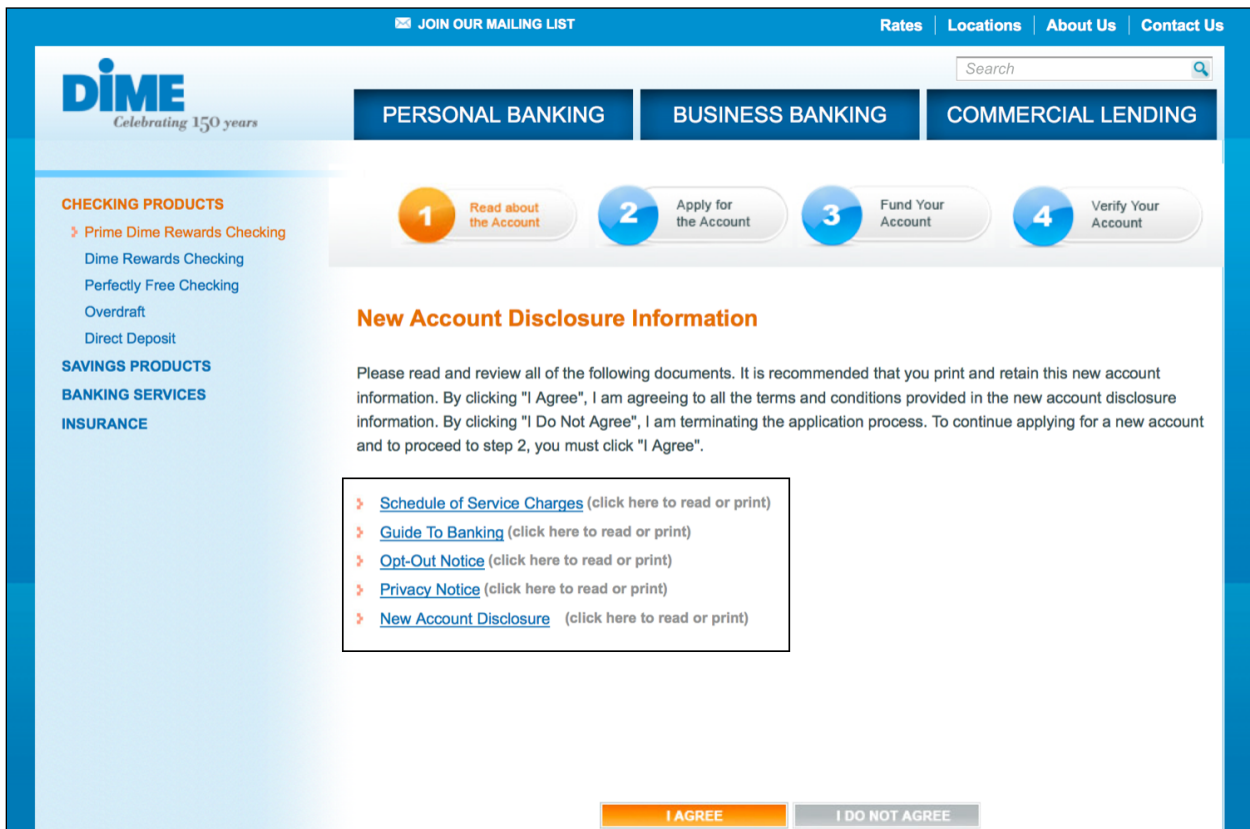 JOIN OUR MAILING LIST
Rates
Locations
About Us
Contact Us
Search
DiME
Celebrating 150 years
PERSONAL BANKING
BUSINESS BANKING
COMMERCIAL LENDING
CHECKING PRODUCTS
Prime Dime Rewards Checking
Dime Rewards Checking
Perfectly Free Checking
Overdraft
Direct Deposit
SAVINGS PRODUCTS
BANKING SERVICES
INSURANCE
1
Read about
the Account
2
Apply for
the Account
3
Fund Your
Account
4
Verify Your
Account
New Account Disclosure Information
Please read and review all of the following documents. It is recommended that you print and retain this new account
information. By clicking "I Agree", I am agreeing to all the terms and conditions provided in the new account disclosure
information. By clicking "I Do Not Agree", I am terminating the application process. To continue applying for a new account
and to proceed to step 2, you must click "I Agree".
Schedule of Service Charges (click here to read or print)
Guide To Banking (click here to read or print)
Opt-Out Notice (click here to read or print)
Privacy Notice (click here to read or print)
New Account Disclosure (click here to read or print)
I AGREE
I DO NOT AGREE